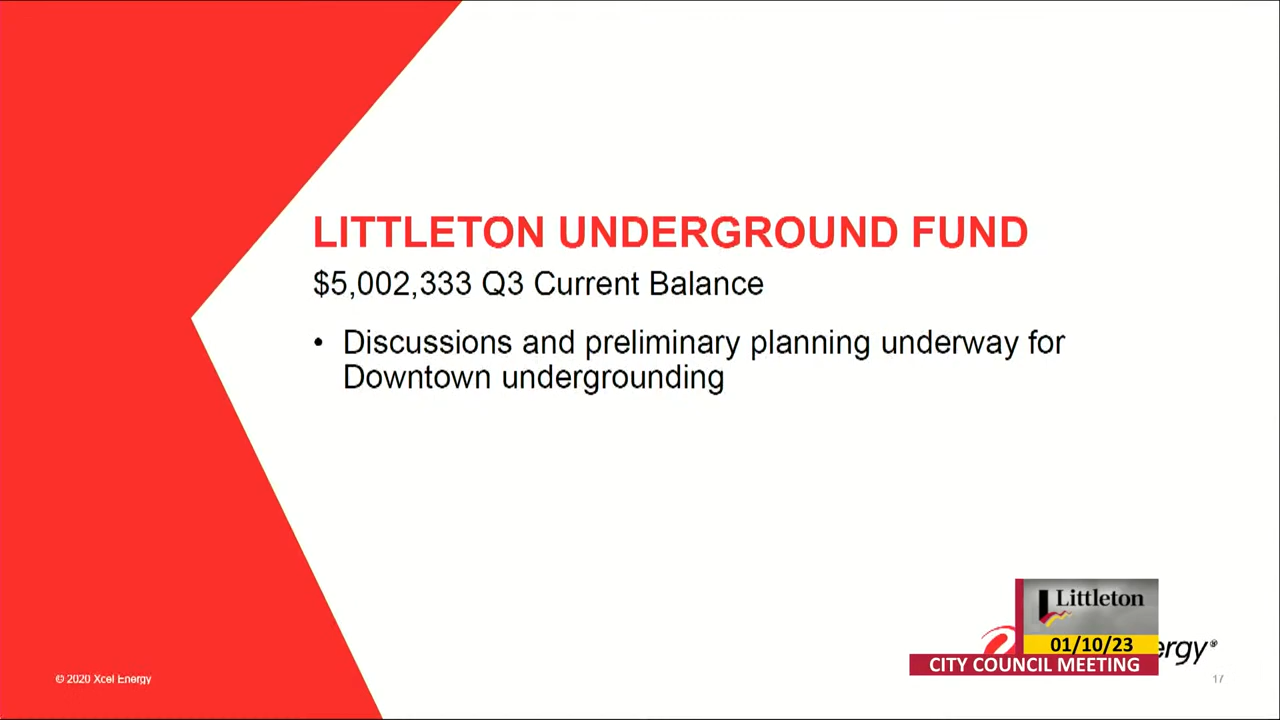 LITTLETON UNDERGROUND FUND
$5,002,333 Q3 Current Balance
• Discussions and preliminary planning underway for
Downtown undergrounding
Littleton
01/10/23
CITY COUNCIL MEETING
© 2020 Xcel Energy
17